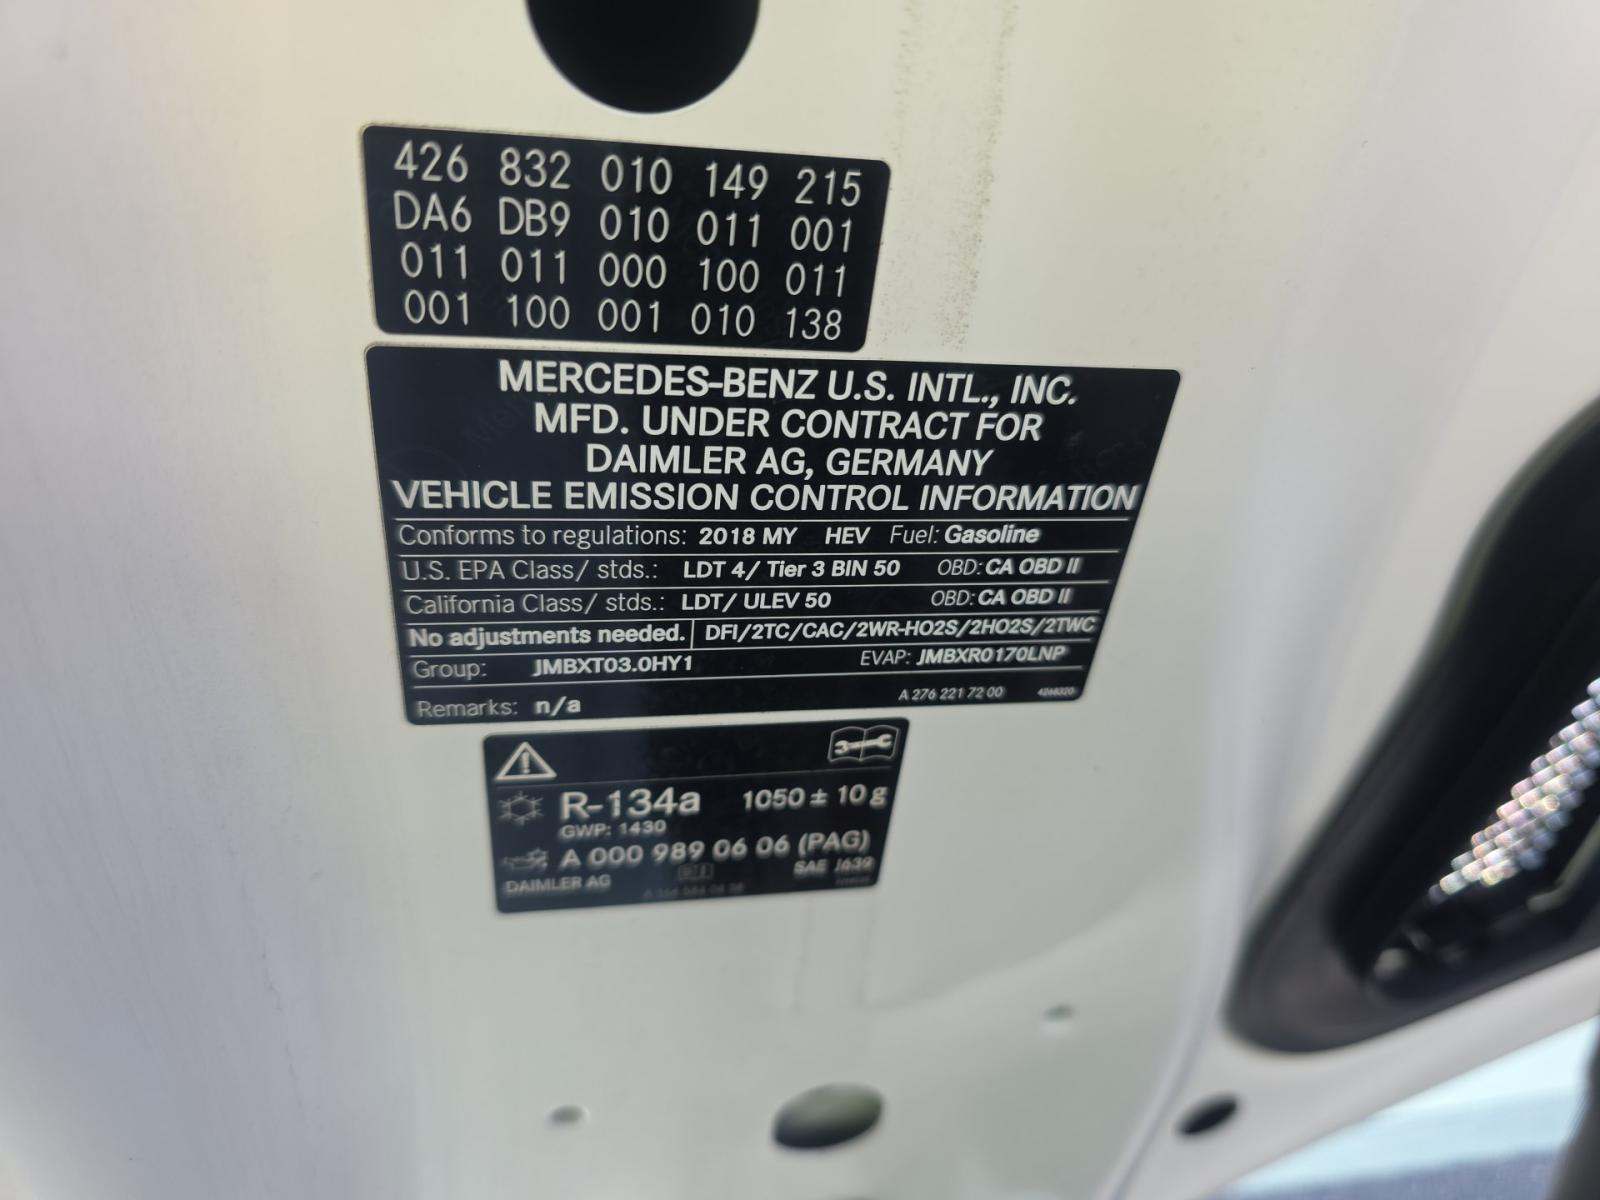 426 832 010 149 215
DA6 DB9 010 011 001
011 011 000 100 011
001 100 001 010 138
MERCEDES-BENZ U.S. INTL., INC.
MFD. UNDER CONTRACT FOR
DAIMLER AG, GERMANY
VEHICLE EMISSION CONTROL INFORMATION
Conforms to regulations: 2018 MY HEV Fuel: Gasoline
U.S. EPA Class/ stds.: LDT 4/ Tier 3 BIN 50 OBD: CA OBD II
California Class/ stds.: LDT/ ULEV 50 OBD: CA OBD II
No adjustments needed. DFI/2TC/CAC/2WR-HO2S/2HO2S/2TWC
Group: JMBXT03.0HY1 EVAP: JMBXR0170LNP
Remarks: n/a A 276 221 72 00
R-134a 1050 ± 10 g
GWP: 1430
A 000 989 06 06 (PAG)
DAIMLER AG SAE J639